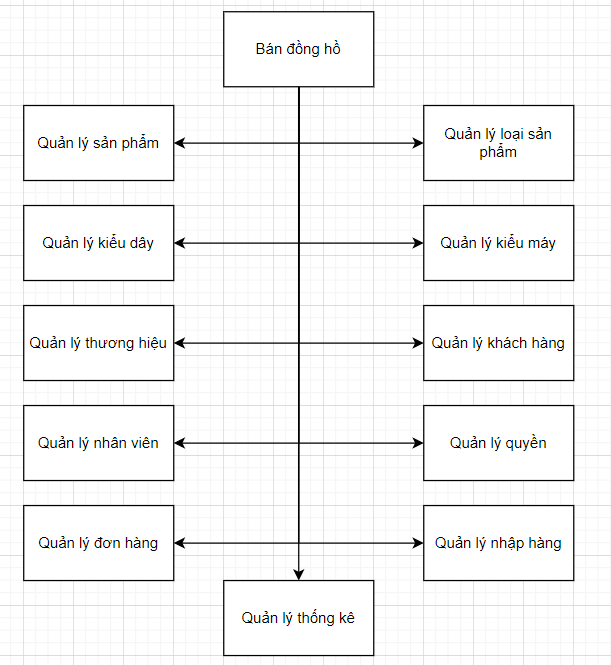 Bán đồng hồ
Quản lý sản phẩm
Quản lý loại sản
phẩm
Quản lý kiểu dây
Quản lý kiểu máy
Quản lý thương hiệu
Quản lý khách hàng
Quản lý nhân viên
Quản lý quyền
Quản lý đơn hàng
Quản lý nhập hàng
Quản lý thống kê